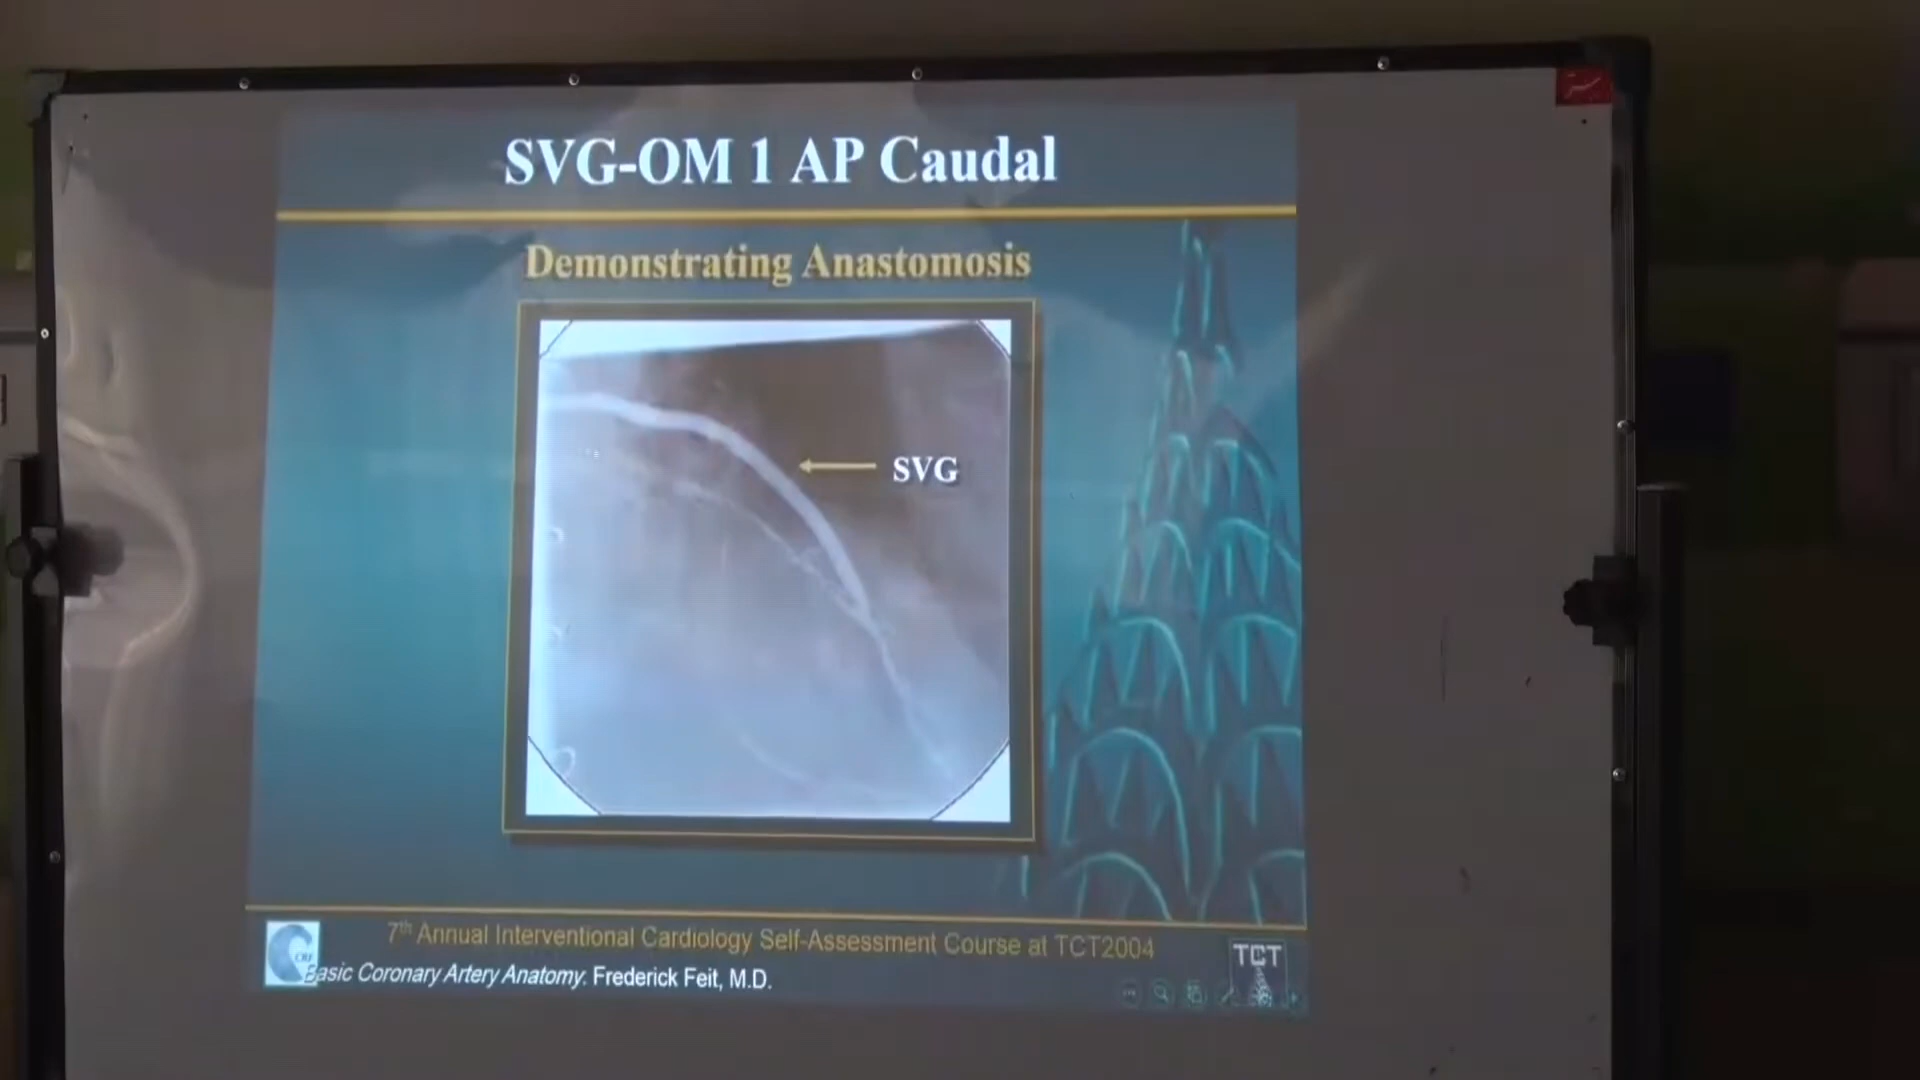 SVG-OM 1 AP Caudal
Demonstrating Anastomosis
SVG
7th Annual Interventional Cardiology Self-Assessment Course at TCT2004
CRF
Basic Coronary Artery Anatomy. Frederick Feit, M.D.
TCT